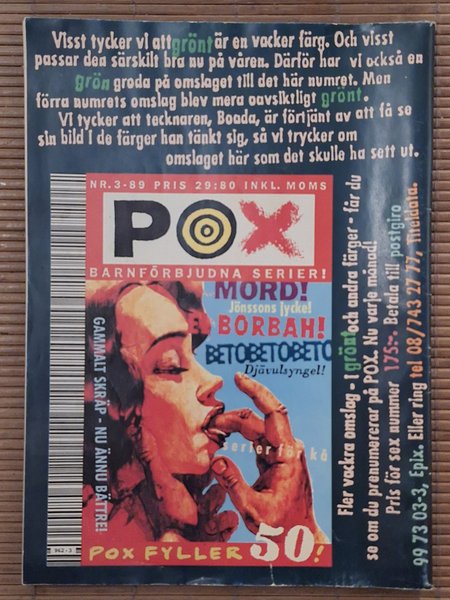 Visst tycker vi att grönt är en vacker färg. Och visst
passar den särskilt bra nu på våren. Därför har vi också en
grön groda på omslaget till det här numret. Men
förra numrets omslag blev mera oavsiktligt grönt.
Vi tycker att tecknaren, Boada, är förtjänt av att få se
sin bild i de färger han tänkt sig, så vi trycker om
omslaget här som det skulle ha sett ut.
NR.3-89 PRIS 29:80 INKL. MOMS
POX
BARNFÖRBJUDNA SERIER!
MORD!
Jönssons Jycke!
BORBAH!
BETOBETOBETO
Djävulsyngel!
serier för kå
GAMMALT SKRÄP - NU ÄNNU BÄTTRE!
942-3
POX FYLLER 50!
Fler vackra omslag - i grönt och andra färger - får du
se om du prenumererar på POX. Nu varje månad!
Pris för sex nummer 175:-. Betala till postgiro
99 73 03-3, Epix. Eller ring tel 08/743 27 77, Titeldata.